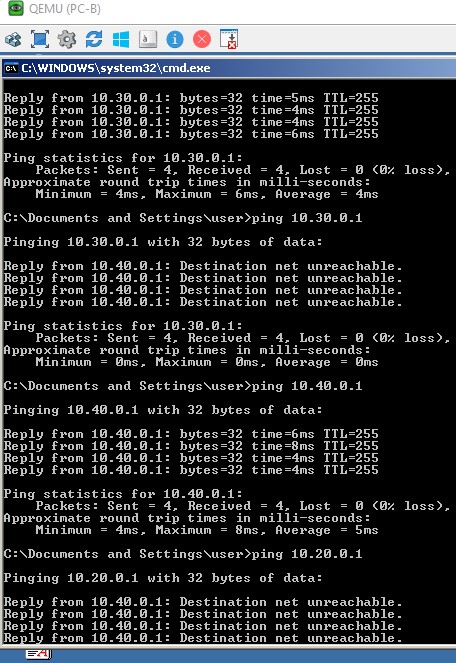 QEMU (PC-B)
C:\WINDOWS\system32\cmd.exe
Reply from 10.30.0.1: bytes=32 time=5ms TTL=255
Reply from 10.30.0.1: bytes=32 time=4ms TTL=255
Reply from 10.30.0.1: bytes=32 time=4ms TTL=255
Reply from 10.30.0.1: bytes=32 time=6ms TTL=255
Ping statistics for 10.30.0.1:
Packets: Sent = 4, Received = 4, Lost = 0 (0% loss),
Approximate round trip times in milli-seconds:
Minimum = 4ms, Maximum = 6ms, Average = 4ms
C:\Documents and Settings\user>ping 10.30.0.1
Pinging 10.30.0.1 with 32 bytes of data:
Reply from 10.40.0.1: Destination net unreachable.
Reply from 10.40.0.1: Destination net unreachable.
Reply from 10.40.0.1: Destination net unreachable.
Reply from 10.40.0.1: Destination net unreachable.
Ping statistics for 10.30.0.1:
Packets: Sent = 4, Received = 4, Lost = 0 (0% loss),
Approximate round trip times in milli-seconds:
Minimum = 0ms, Maximum = 0ms, Average = 0ms
C:\Documents and Settings\user>ping 10.40.0.1
Pinging 10.40.0.1 with 32 bytes of data:
Reply from 10.40.0.1: bytes=32 time=6ms TTL=255
Reply from 10.40.0.1: bytes=32 time=8ms TTL=255
Reply from 10.40.0.1: bytes=32 time=4ms TTL=255
Reply from 10.40.0.1: bytes=32 time=4ms TTL=255
Ping statistics for 10.40.0.1:
Packets: Sent = 4, Received = 4, Lost = 0 (0% loss),
Approximate round trip times in milli-seconds:
Minimum = 4ms, Maximum = 8ms, Average = 5ms
C:\Documents and Settings\user>ping 10.20.0.1
Pinging 10.20.0.1 with 32 bytes of data:
Reply from 10.40.0.1: Destination net unreachable.
Reply from 10.40.0.1: Destination net unreachable.
Reply from 10.40.0.1: Destination net unreachable.
Reply from 10.40.0.1: Destination net unreachable.